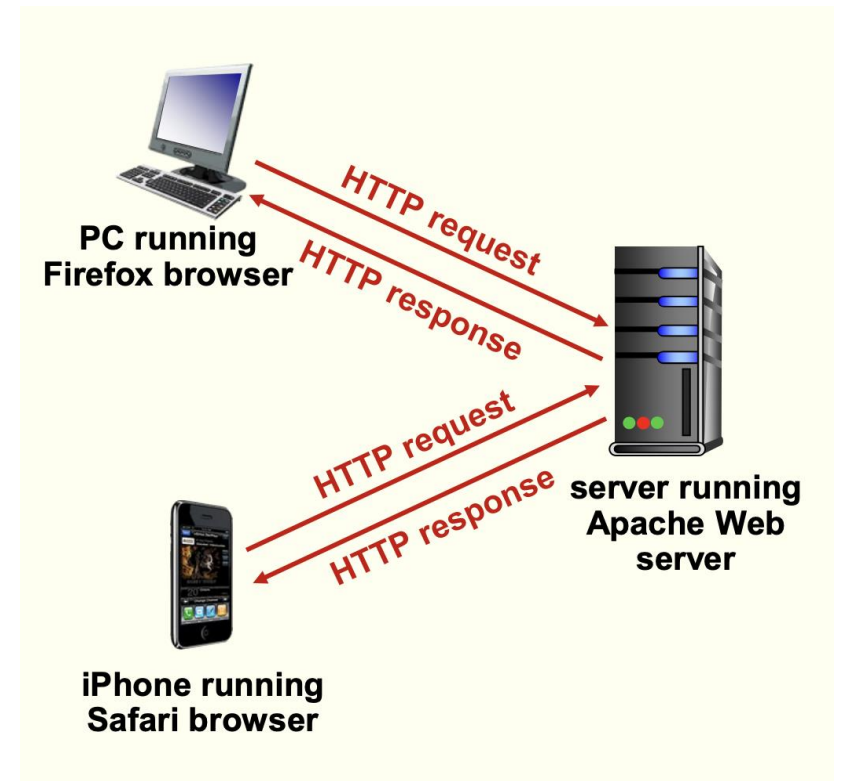 HTTP request
HTTP response
PC running
Firefox browser
HTTP request
HTTP response
server running
Apache Web
server
iPhone running
Safari browser